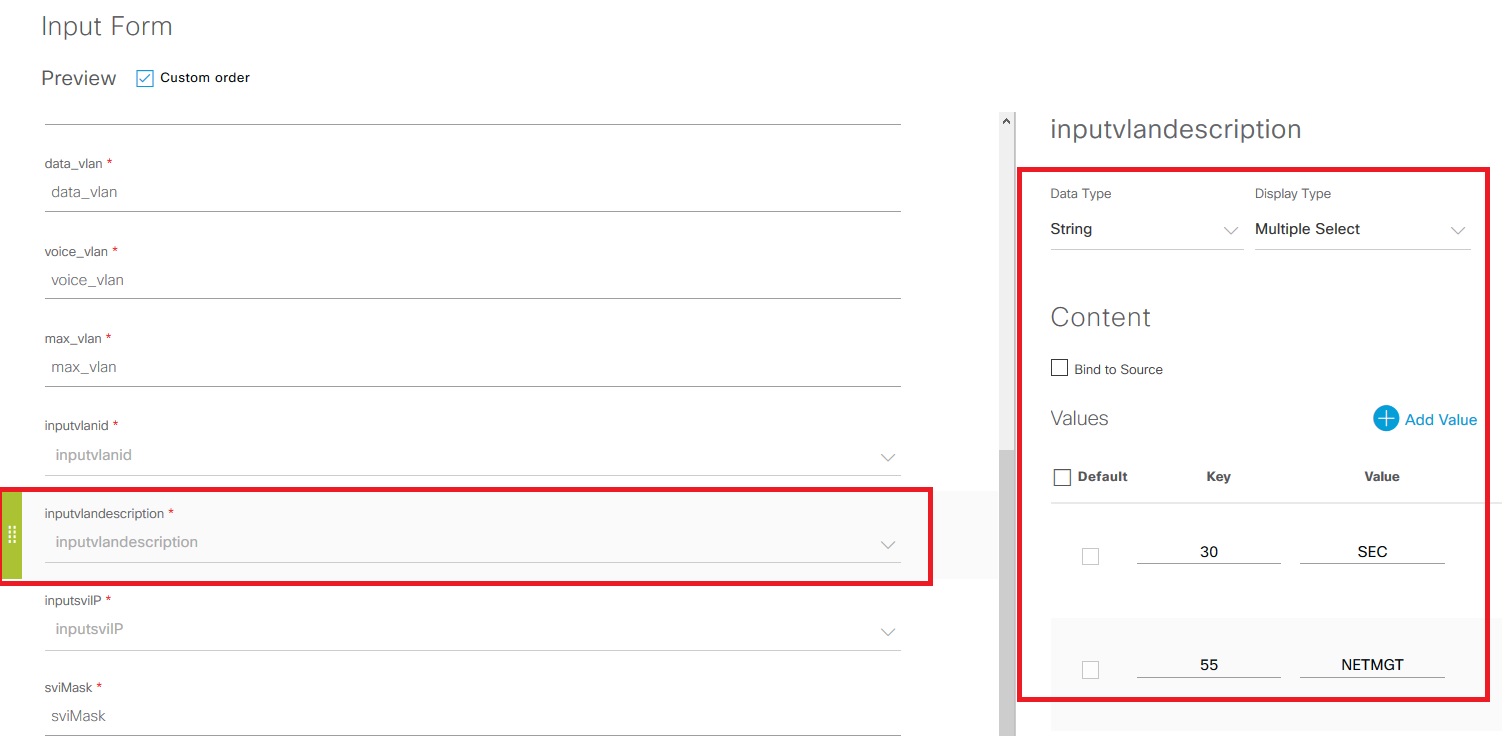 Input Form
Preview Custom order
data_vlan *
data_vlan
voice_vlan *
voice_vlan
max_vlan *
max_vlan
inputvlanid *
inputvlanid
inputvlandescription *
inputvlandescription
inputsviIP *
inputsviIP
sviMask *
sviMask
inputvlandescription
Data Type Display Type
String Multiple Select
Content
Bind to Source
Values Add Value
Default Key Value
30 SEC
55 NETMGT